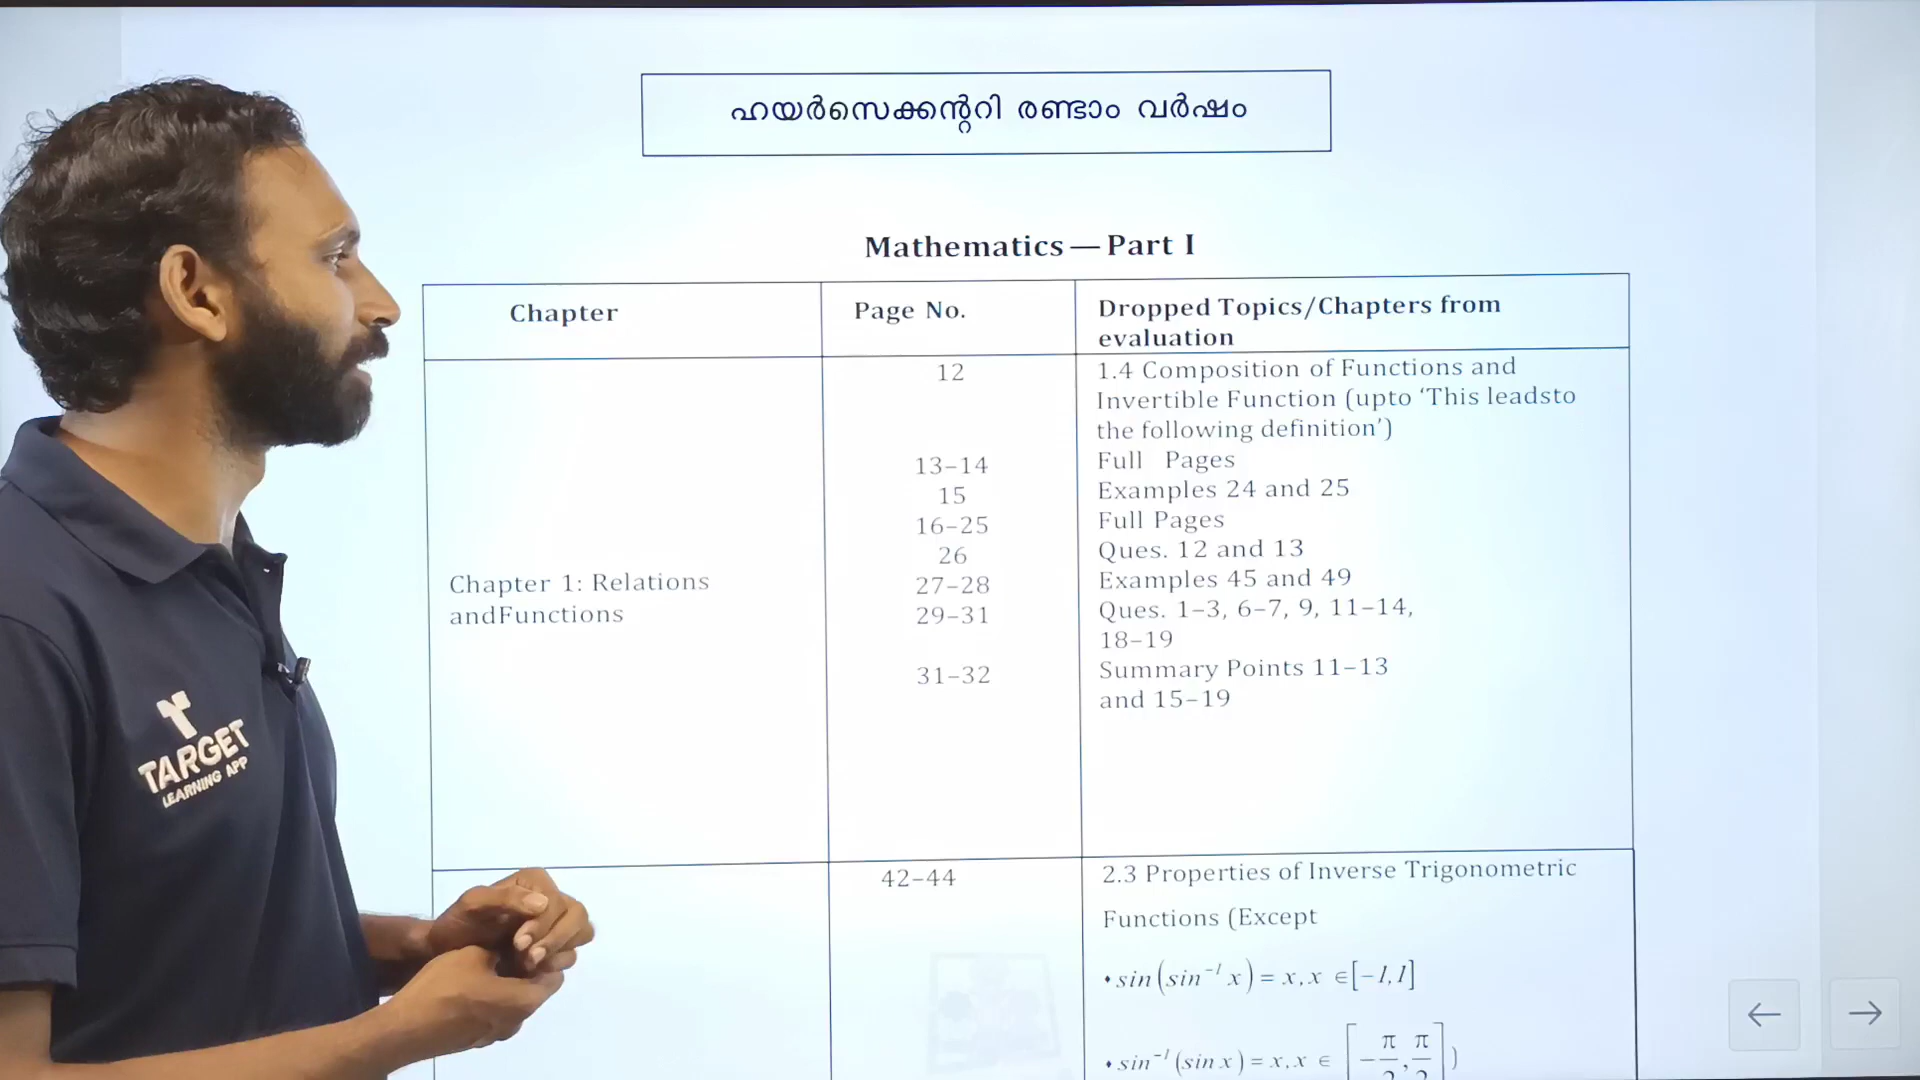 ഹയർസെക്കന്ററി രണ്ടാം വർഷം
Mathematics — Part I
Chapter
Page No.
Dropped Topics/Chapters from
evaluation
Chapter 1: Relations
andFunctions
12
1.4 Composition of Functions and
Invertible Function (upto ‘This leadsto
the following definition’)
13–14
Full Pages
15
Examples 24 and 25
16–25
Full Pages
26
Ques. 12 and 13
27–28
Examples 45 and 49
29–31
Ques. 1–3, 6–7, 9, 11–14,
18–19
31–32
Summary Points 11–13
and 15–19
42–44
2.3 Properties of Inverse Trigonometric
Functions (Except
•sin(sin⁻¹ x) = x, x ∈[−1,1]
•sin⁻¹(sin x) = x, x ∈ [−π/2, π/2])
TARGET
LEARNING APP